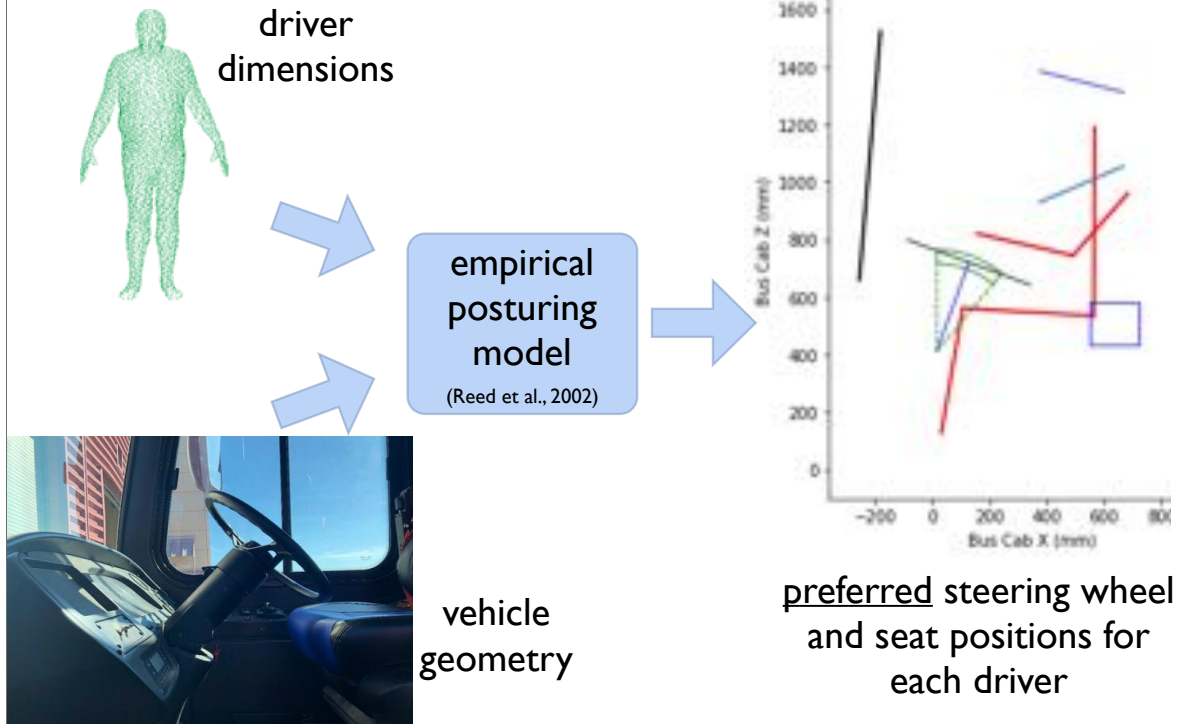 driver
dimensions
empirical
posturing
model
(Reed et al., 2002)
vehicle
geometry
1600
1400
1200
1000
800
600
400
200
0
Bus Cab Z (mm)
−200 0 200 400 600
Bus Cab X (mm)
preferred steering wheel
and seat positions for
each driver